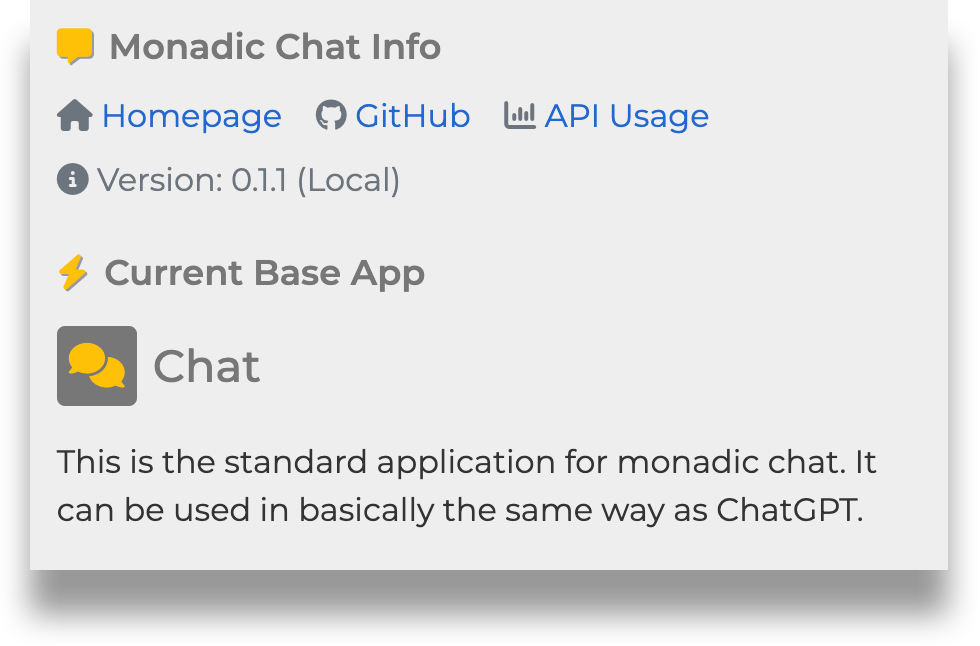 Monadic Chat Info
Homepage GitHub API Usage
Version: 0.1.1 (Local)
Current Base App
Chat
This is the standard application for monadic chat. It
can be used in basically the same way as ChatGPT.